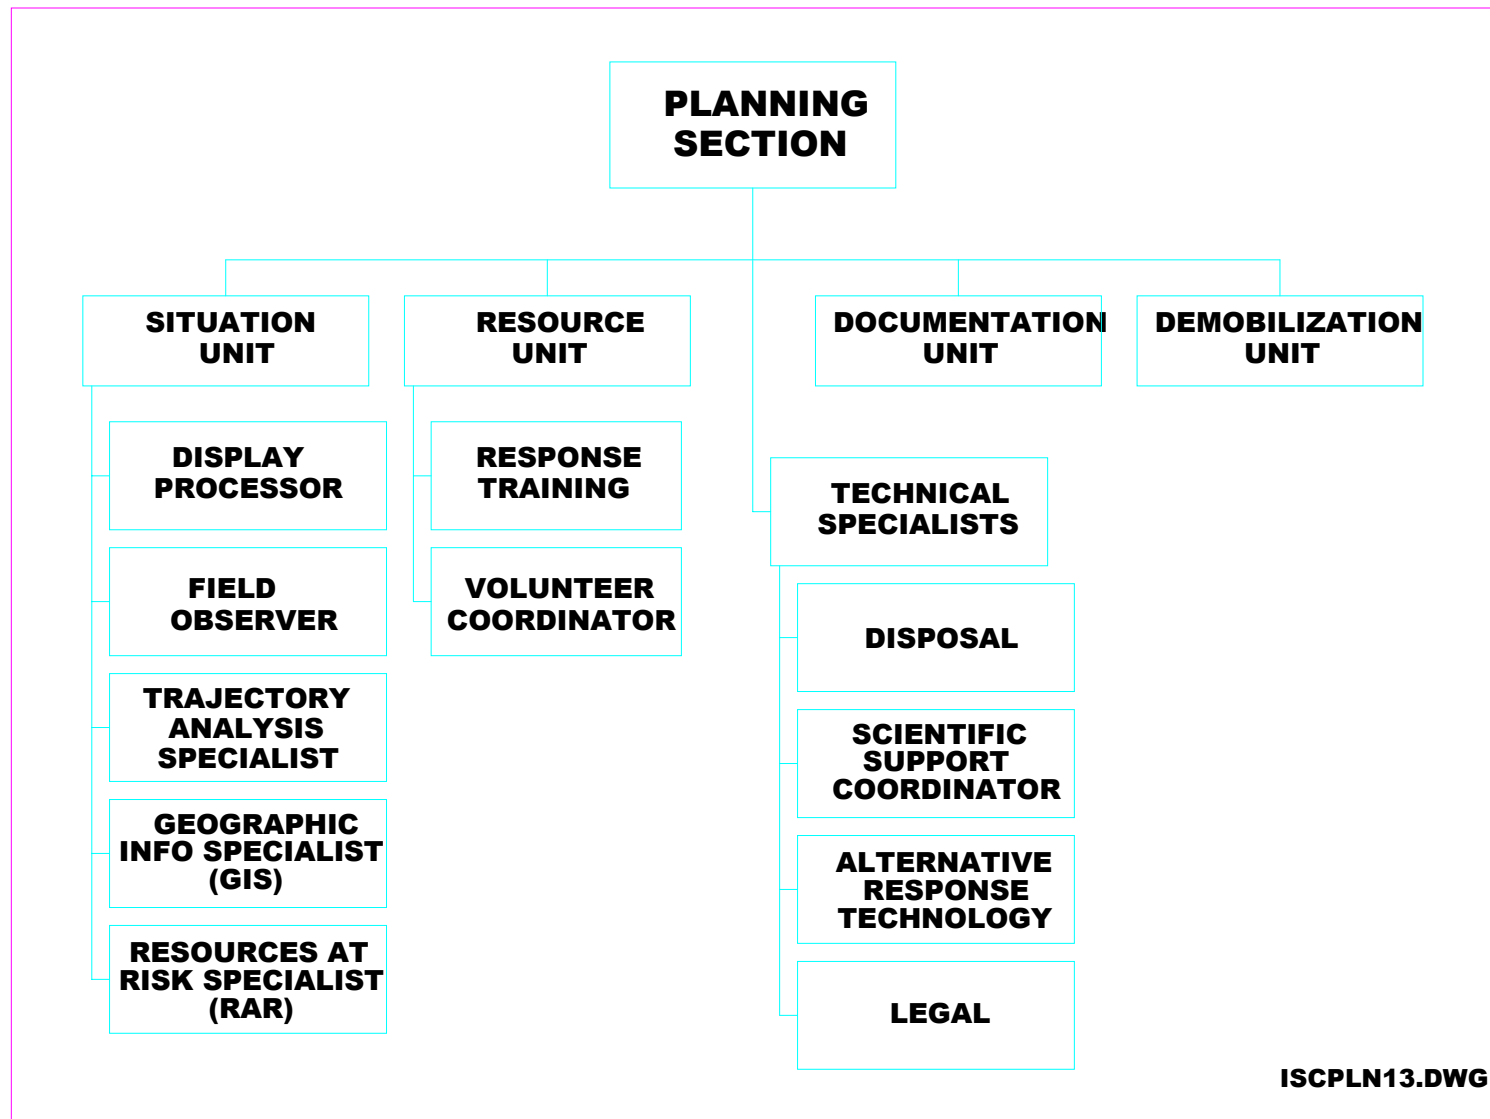 PLANNING
SECTION
SITUATION
UNIT
RESOURCE
UNIT
DOCUMENTATION
UNIT
DEMOBILIZATION
UNIT
DISPLAY
PROCESSOR
FIELD
OBSERVER
TRAJECTORY
ANALYSIS
SPECIALIST
GEOGRAPHIC
INFO SPECIALIST
(GIS)
RESOURCES AT
RISK SPECIALIST
(RAR)
RESPONSE
TRAINING
VOLUNTEER
COORDINATOR
TECHNICAL
SPECIALISTS
DISPOSAL
SCIENTIFIC
SUPPORT
COORDINATOR
ALTERNATIVE
RESPONSE
TECHNOLOGY
LEGAL
ISCPLN13.DWG